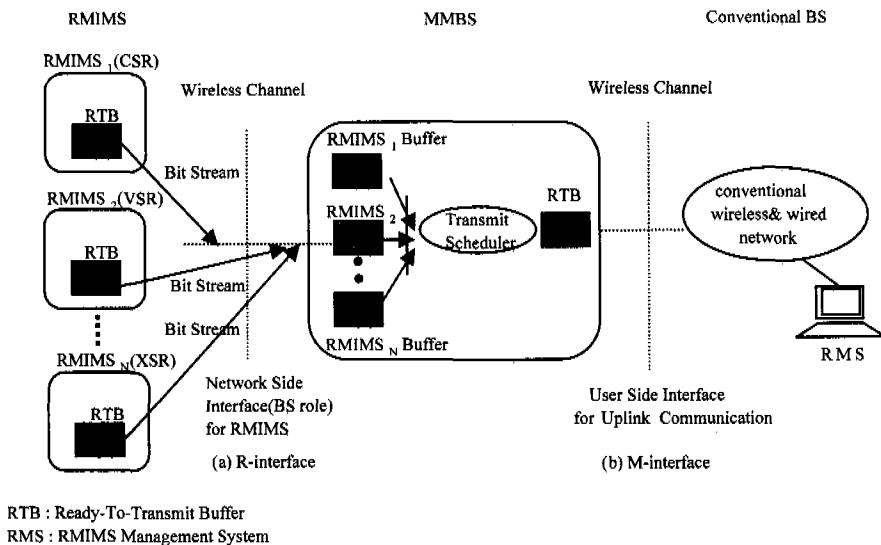 RMIMS
MMBS
Conventional BS
RMIMS 1 (CSR)
RTB
Wireless Channel
Bit Stream
RMIMS 2 (VSR)
RTB
Bit Stream
Bit Stream
RMIMS N (XSR)
RTB
Network Side
Interface(BS role)
for RMIMS
(a) R-interface
RMIMS 1 Buffer
RMIMS 2
RMIMS N Buffer
Transmit
Scheduler
RTB
Wireless Channel
conventional
wireless& wired
network
RMS
User Side Interface
for Uplink Communication
(b) M-interface
RTB : Ready-To-Transmit Buffer
RMS : RMIMS Management System